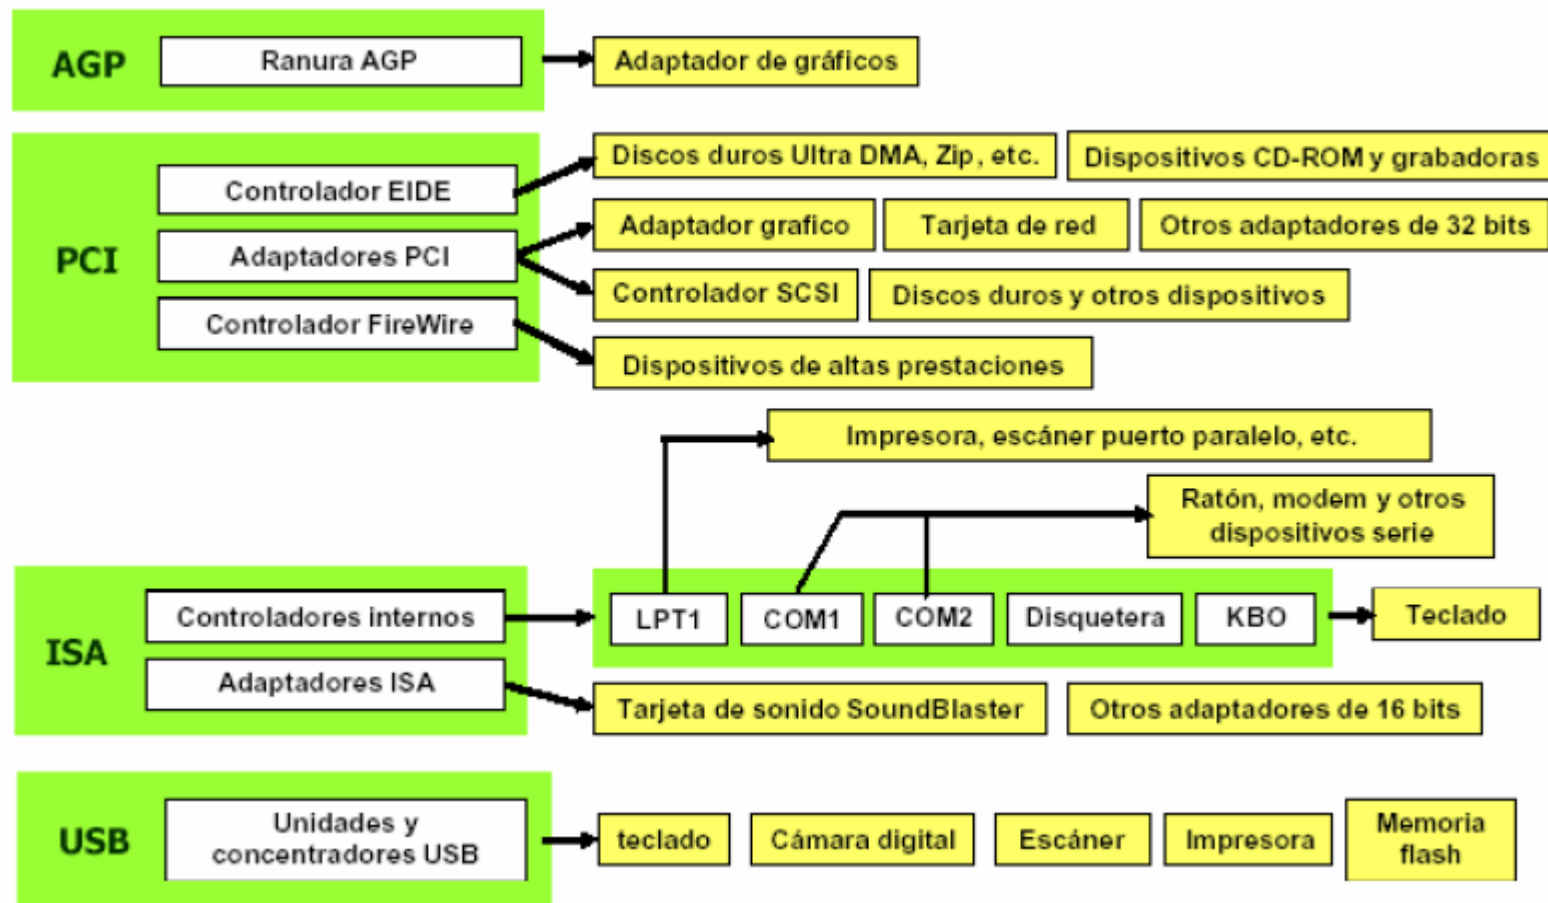 AGP
Ranura AGP
Adaptador de gráficos
PCI
Controlador EIDE
Discos duros Ultra DMA, Zip, etc.
Dispositivos CD-ROM y grabadoras
Adaptadores PCI
Adaptador grafico
Tarjeta de red
Otros adaptadores de 32 bits
Controlador SCSI
Discos duros y otros dispositivos
Controlador FireWire
Dispositivos de altas prestaciones
Impresora, escáner puerto paralelo, etc.
Ratón, modem y otros
dispositivos serie
ISA
Controladores internos
LPT1
COM1
COM2
Disquetera
KBO
Teclado
Adaptadores ISA
Tarjeta de sonido SoundBlaster
Otros adaptadores de 16 bits
USB
Unidades y
concentradores USB
teclado
Cámara digital
Escáner
Impresora
Memoria
flash